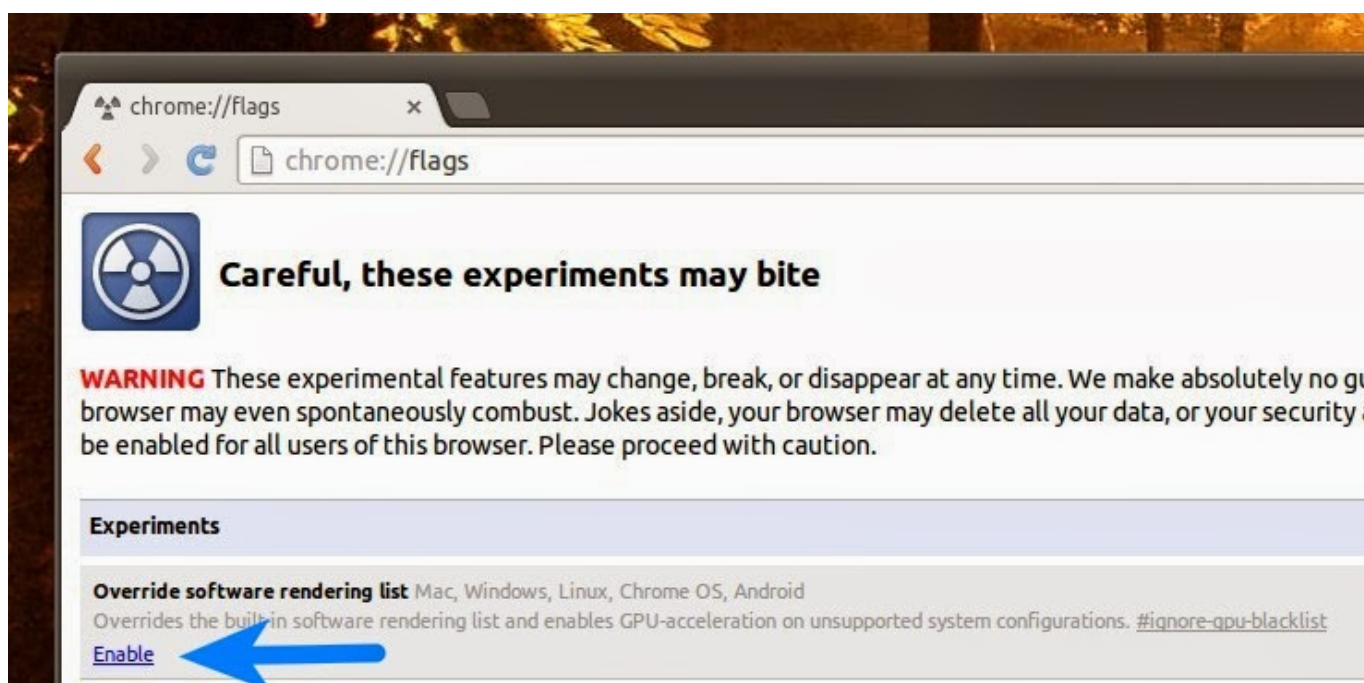 chrome://flags
chrome://flags
Careful, these experiments may bite
WARNING These experimental features may change, break, or disappear at any time. We make absolutely no
browser may even spontaneously combust. Jokes aside, your browser may delete all your data, or your security
be enabled for all users of this browser. Please proceed with caution.
Experiments
Override software rendering list Mac, Windows, Linux, Chrome OS, Android
Overrides the built-in software rendering list and enables GPU-acceleration on unsupported system configurations. #ignore-gpu-blacklist
Enable